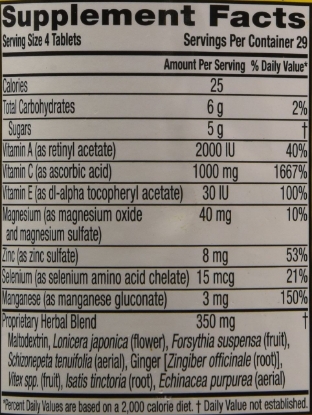 Supplement Facts
Serving Size 4 Tablets Servings Per Container 29
Amount Per Serving % Daily Value*
Calories 25
Total Carbohydrates 6 g 2%
Sugars 5 g †
Vitamin A (as retinyl acetate) 2000 IU 40%
Vitamin C (as ascorbic acid) 1000 mg 1667%
Vitamin E (as dl-alpha tocopheryl acetate) 30 IU 100%
Magnesium (as magnesium oxide 40 mg 10%
and magnesium sulfate)
Zinc (as zinc sulfate) 8 mg 53%
Selenium (as selenium amino acid chelate) 15 mcg 21%
Manganese (as manganese gluconate) 3 mg 150%
Proprietary Herbal Blend 350 mg †
Maltodextrin, Lonicera japonica (flower), Forsythia suspensa (fruit),
Schizonepeta tenuifolia (aerial), Ginger [Zingiber officinale (root)],
Vitex spp. (fruit), Isatis tinctoria (root), Echinacea purpurea (aerial)
*Percent Daily Values are based on a 2,000 calorie diet. † Daily Value not established.